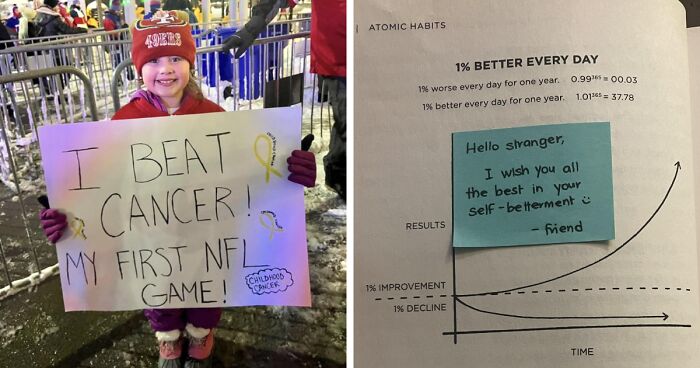 49ERS
I BEAT
CANCER!
MY FIRST NFL
GAME!
CHILDHOOD
CANCER
| ATOMIC HABITS
1% BETTER EVERY DAY
1% worse every day for one year. 0.99³⁶⁵ = 00.03
1% better every day for one year. 1.01³⁶⁵ = 37.78
Hello stranger,
I wish you all
the best in your
self-betterment ☺
- friend
RESULTS
1% IMPROVEMENT
1% DECLINE
TIME